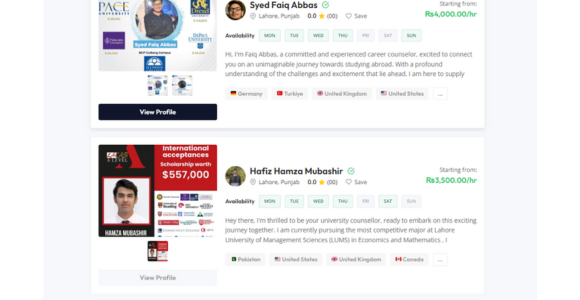 PACE
UNIVERSITY
Syed Faiq Abbas
View Profile
Syed Faiq Abbas
Lahore, Punjab 0.0 (00) Save
Starting from:
Rs4,000.00/hr
Availability MON TUE WED THU FRI SAT SUN
Hi, I'm Faiq Abbas, a committed and experienced career counselor, excited to connect
you on an unimaginable journey towards studying abroad. With a profound
understanding of the challenges and excitement that lie ahead. I am here to supply
Germany Turkiye United Kingdom United States ...
International
acceptances
Scholarship worth
$557,000
HAMZA MUBASHIR
View Profile
Hafiz Hamza Mubashir
Lahore, Punjab 0.0 (00) Save
Starting from:
Rs3,500.00/hr
Availability MON TUE WED THU FRI SAT SUN
Hey there, I'm thrilled to be your university counsellor, ready to embark on this exciting
journey together. I am currently pursuing the most competitive major at Lahore
University of Management Sciences (LUMS) in Economics and Mathematics . . I
Pakistan United States United Kingdom Canada ...